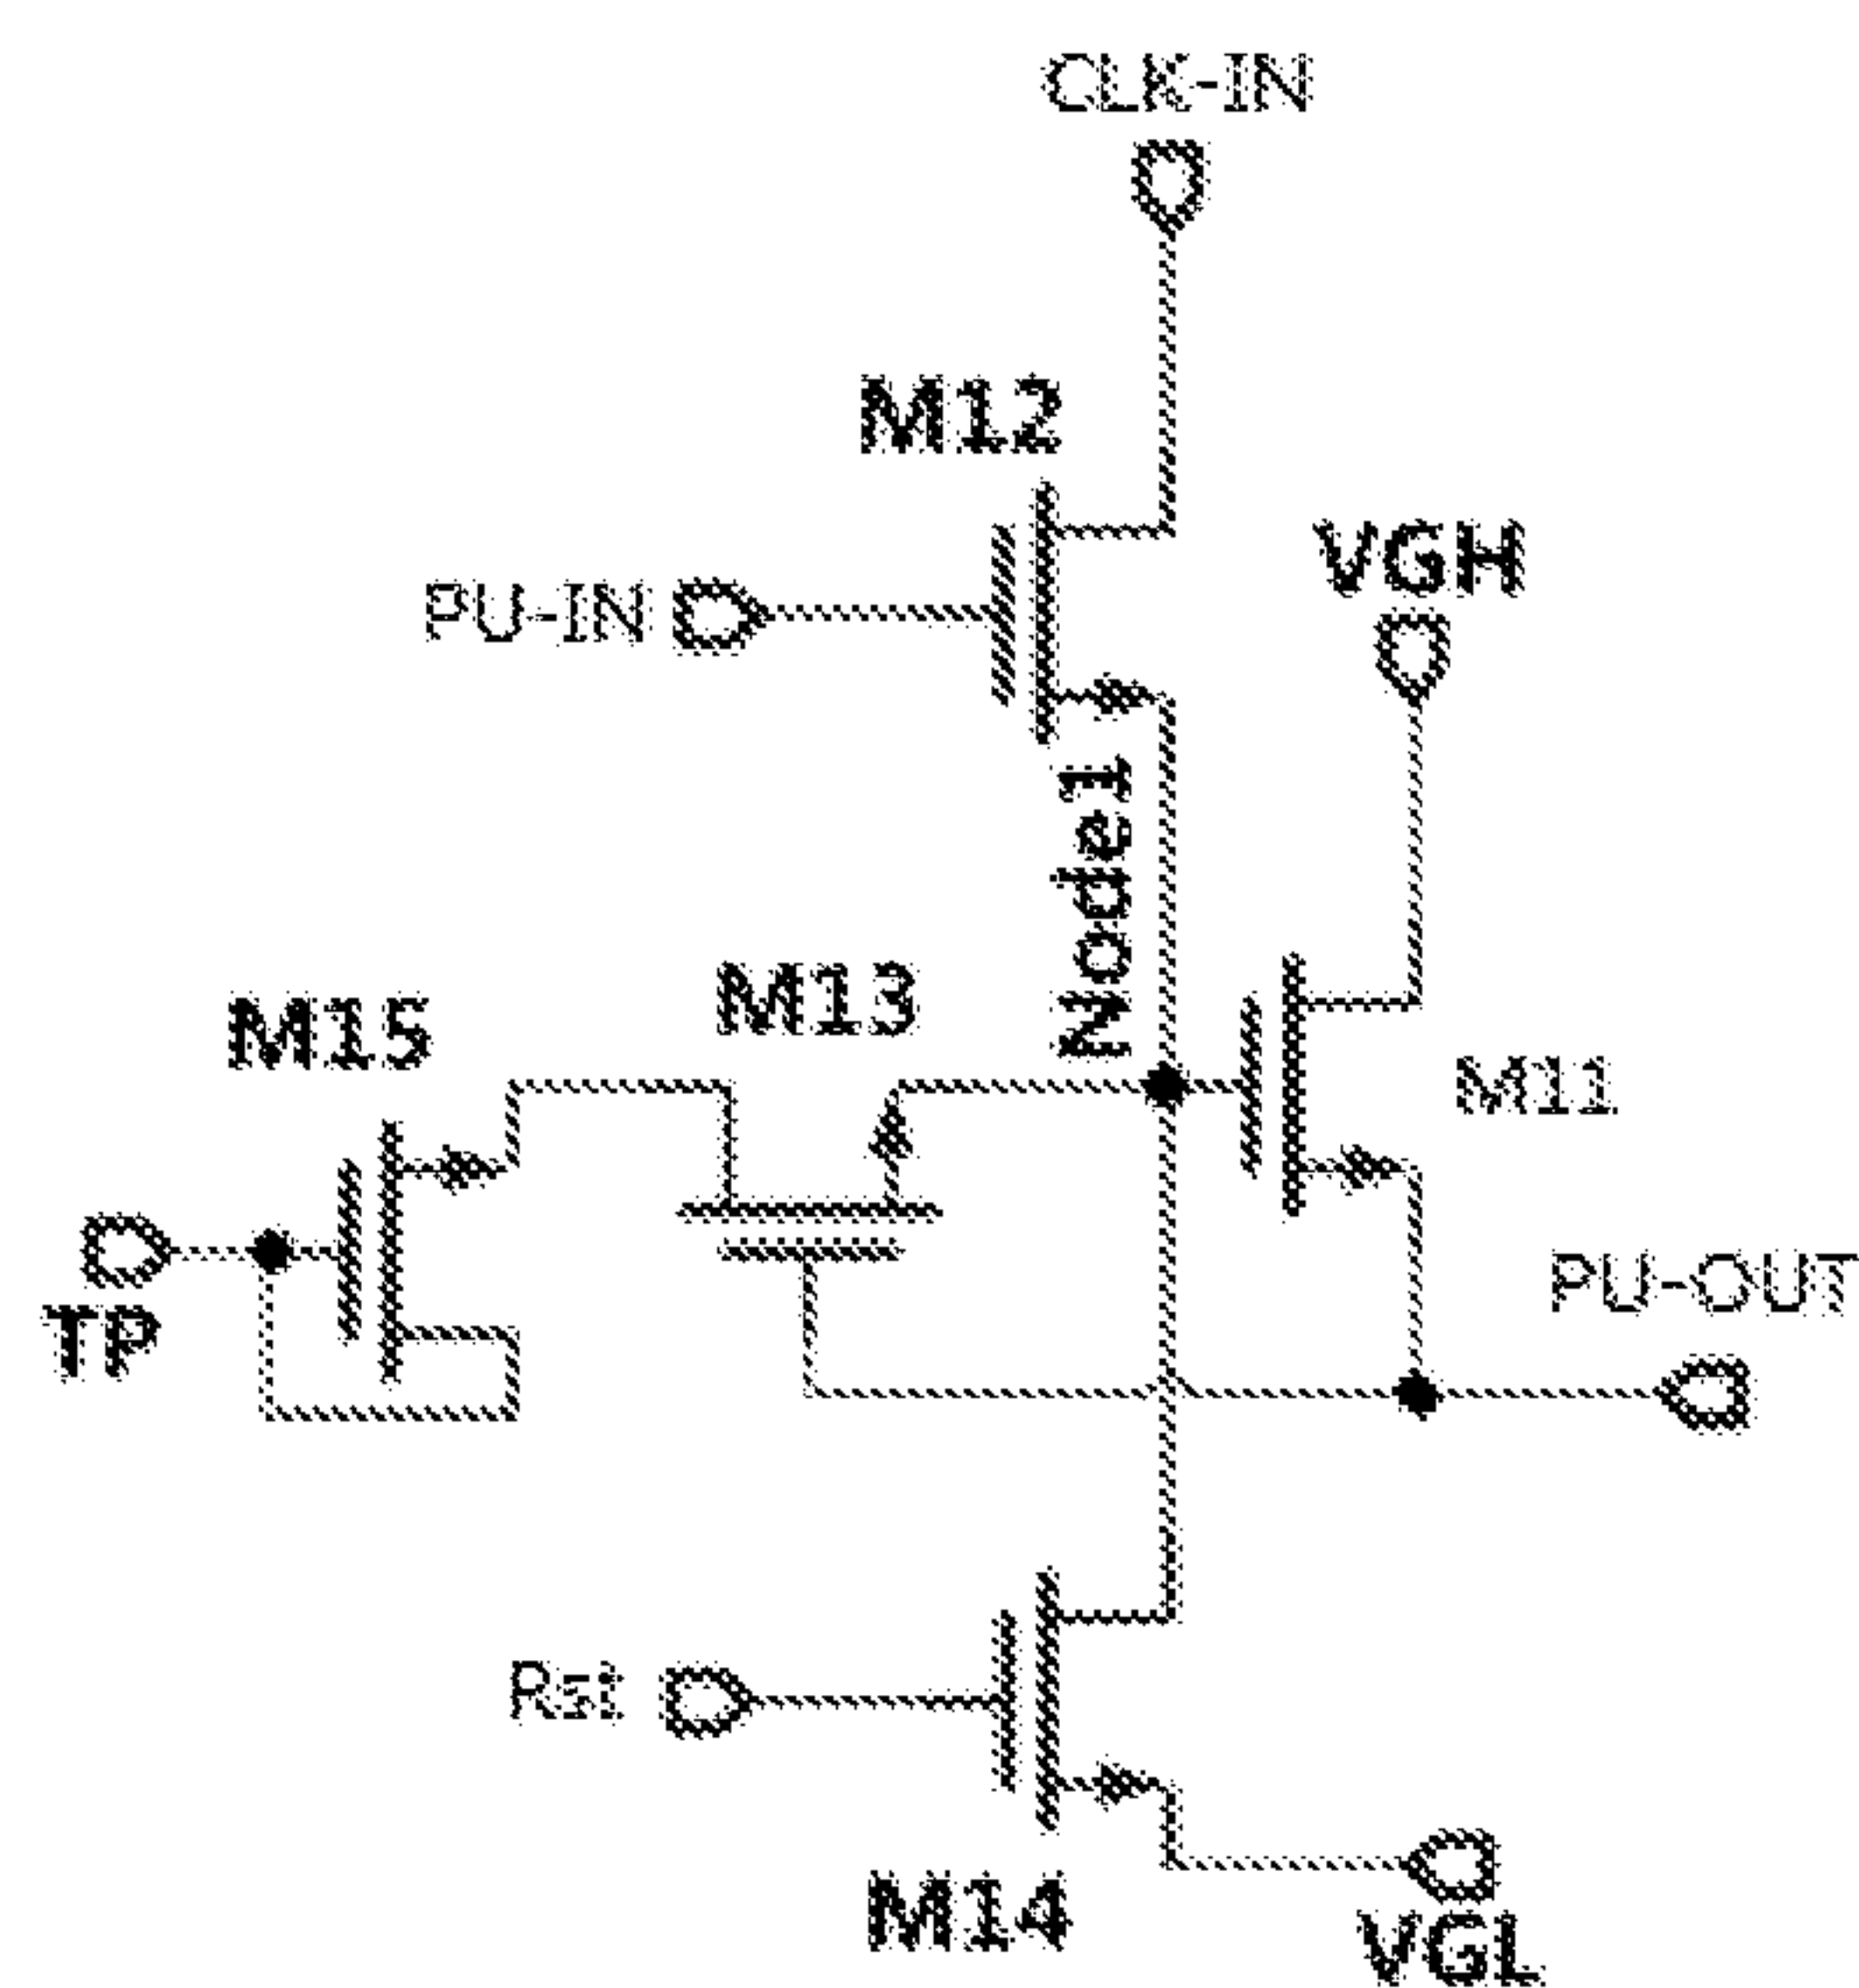 CLK-IN
M12
VGH
PU-IN
Node1
M13
M15
M11
PU-OUT
TP
Rst
M14
VGL